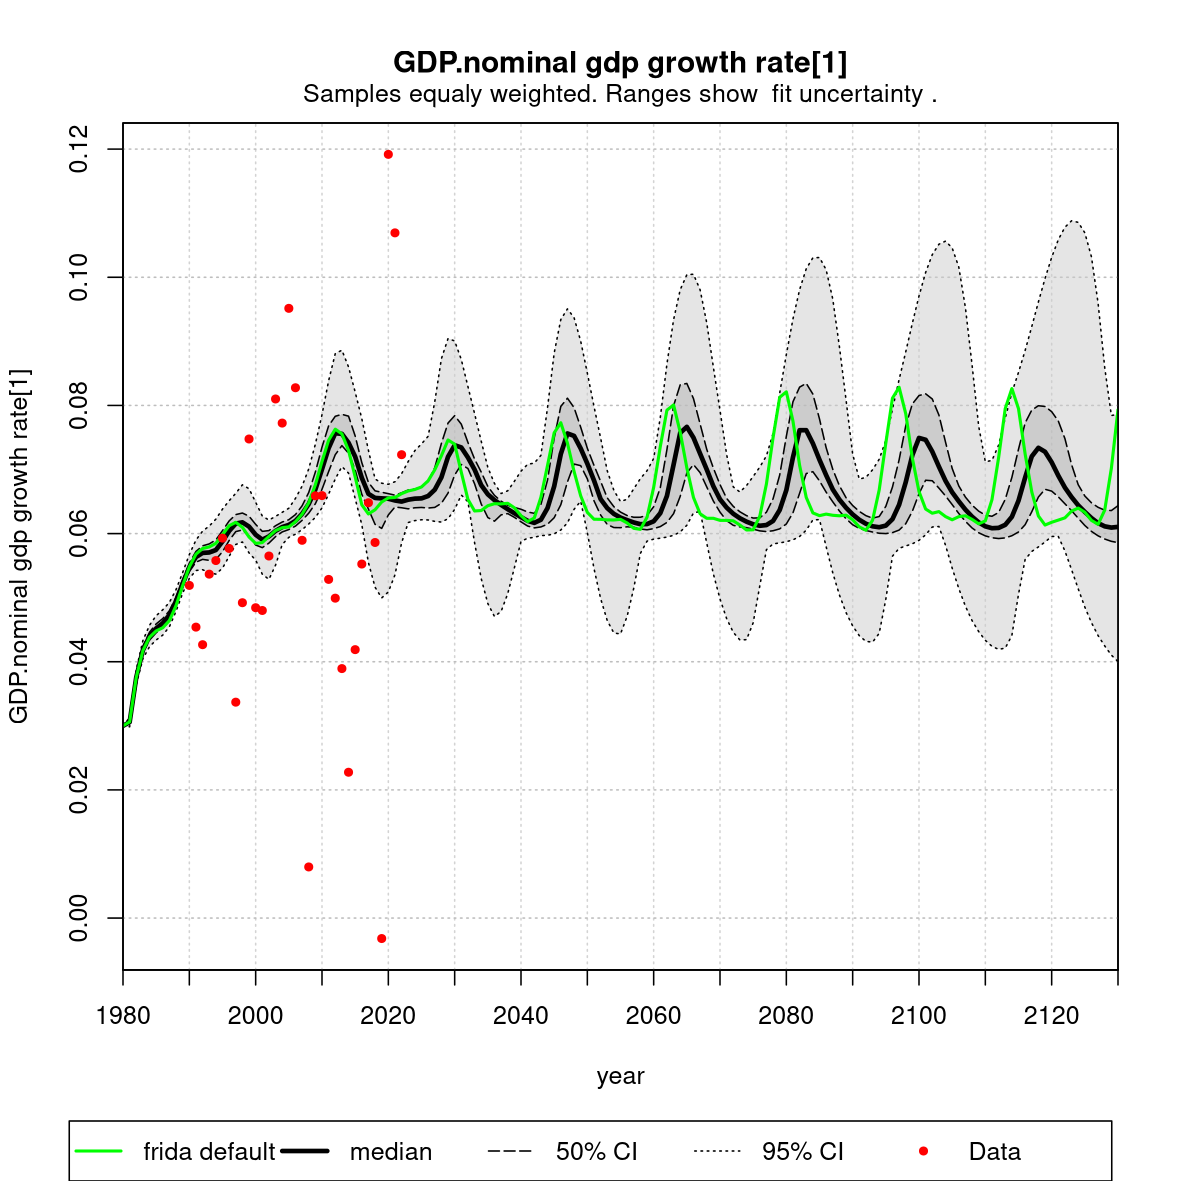 GDP.nominal gdp growth rate[1]
Samples equaly weighted. Ranges show  fit uncertainty .
GDP.nominal gdp growth rate[1]
0.12
0.10
0.08
0.06
0.04
0.02
0.00
1980 2000 2020 2040 2060 2080 2100 2120
year
frida default median 50% CI 95% CI Data